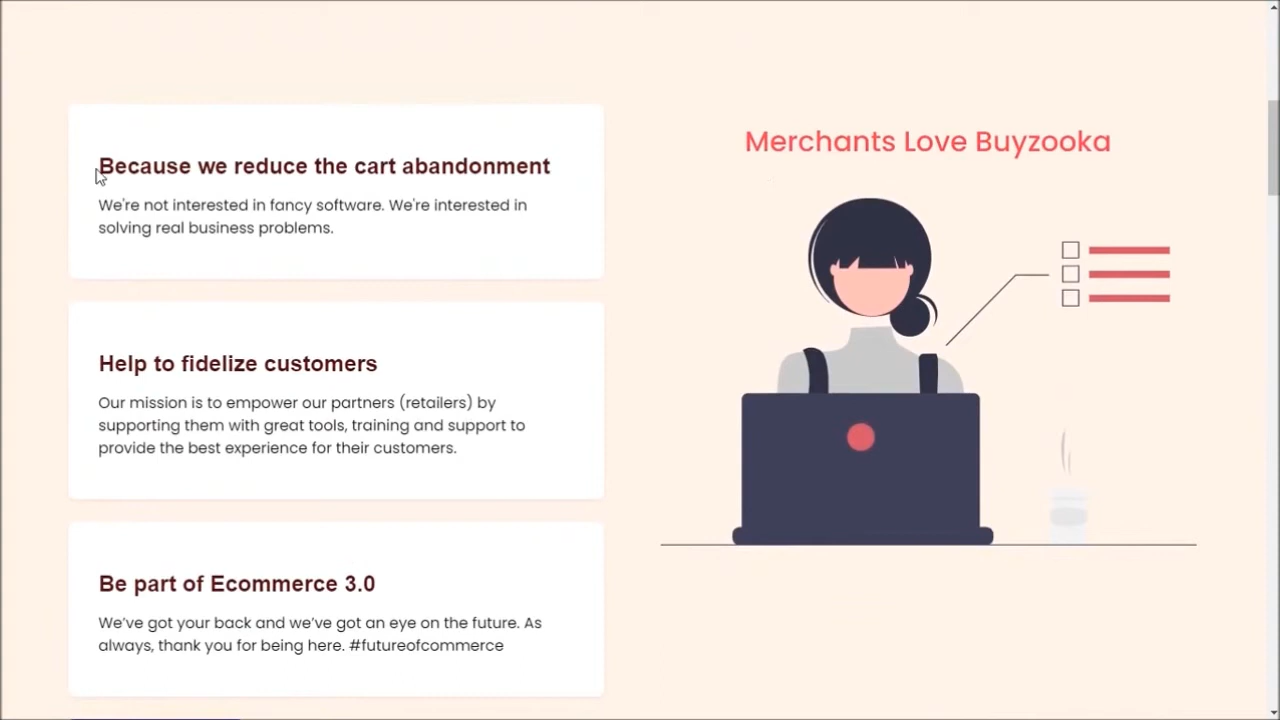 Because we reduce the cart abandonment
We're not interested in fancy software. We're interested in
solving real business problems.
Help to fidelize customers
Our mission is to empower our partners (retailers) by
supporting them with great tools, training and support to
provide the best experience for their customers.
Be part of Ecommerce 3.0
We’ve got your back and we’ve got an eye on the future. As
always, thank you for being here. #futureofcommerce
Merchants Love Buyzooka